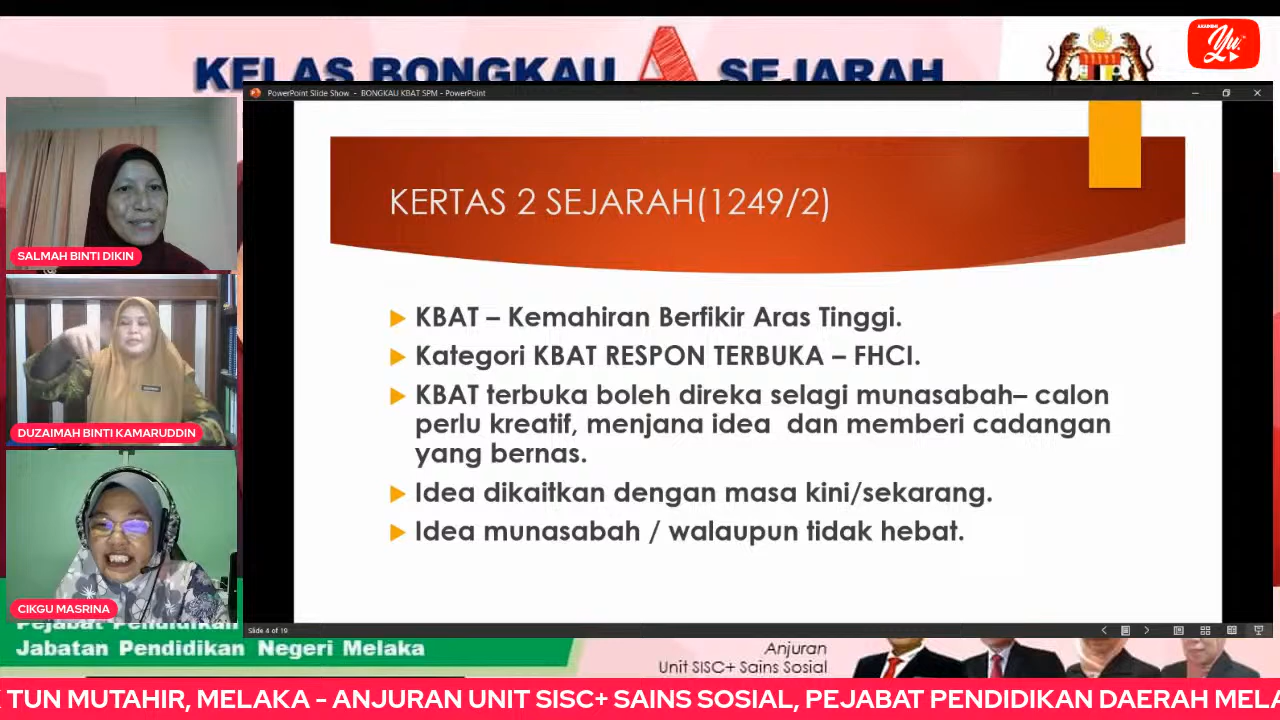 KELAS BONGKAU A SEJARAH
AKADEMI
Yu
PowerPoint Slide Show - BONGKAU KBAT SPM - PowerPoint
KERTAS 2 SEJARAH(1249/2)
KBAT – Kemahiran Berfikir Aras Tinggi.
Kategori KBAT RESPON TERBUKA – FHCI.
KBAT terbuka boleh direka selagi munasabah– calon
perlu kreatif, menjana idea dan memberi cadangan
yang bernas.
Idea dikaitkan dengan masa kini/sekarang.
Idea munasabah / walaupun tidak hebat.
Slide 4 of 19
SALMAH BINTI DIKIN
DUZAIMAH BINTI KAMARUDDIN
CIKGU MASRINA
Pejabat Pendidikan
Jabatan Pendidikan Negeri Melaka
Anjuran
Unit SISC+ Sains Sosial
TUN MUTAHIR, MELAKA - ANJURAN UNIT SISC+ SAINS SOSIAL, PEJABAT PENDIDIKAN DAERAH MELA